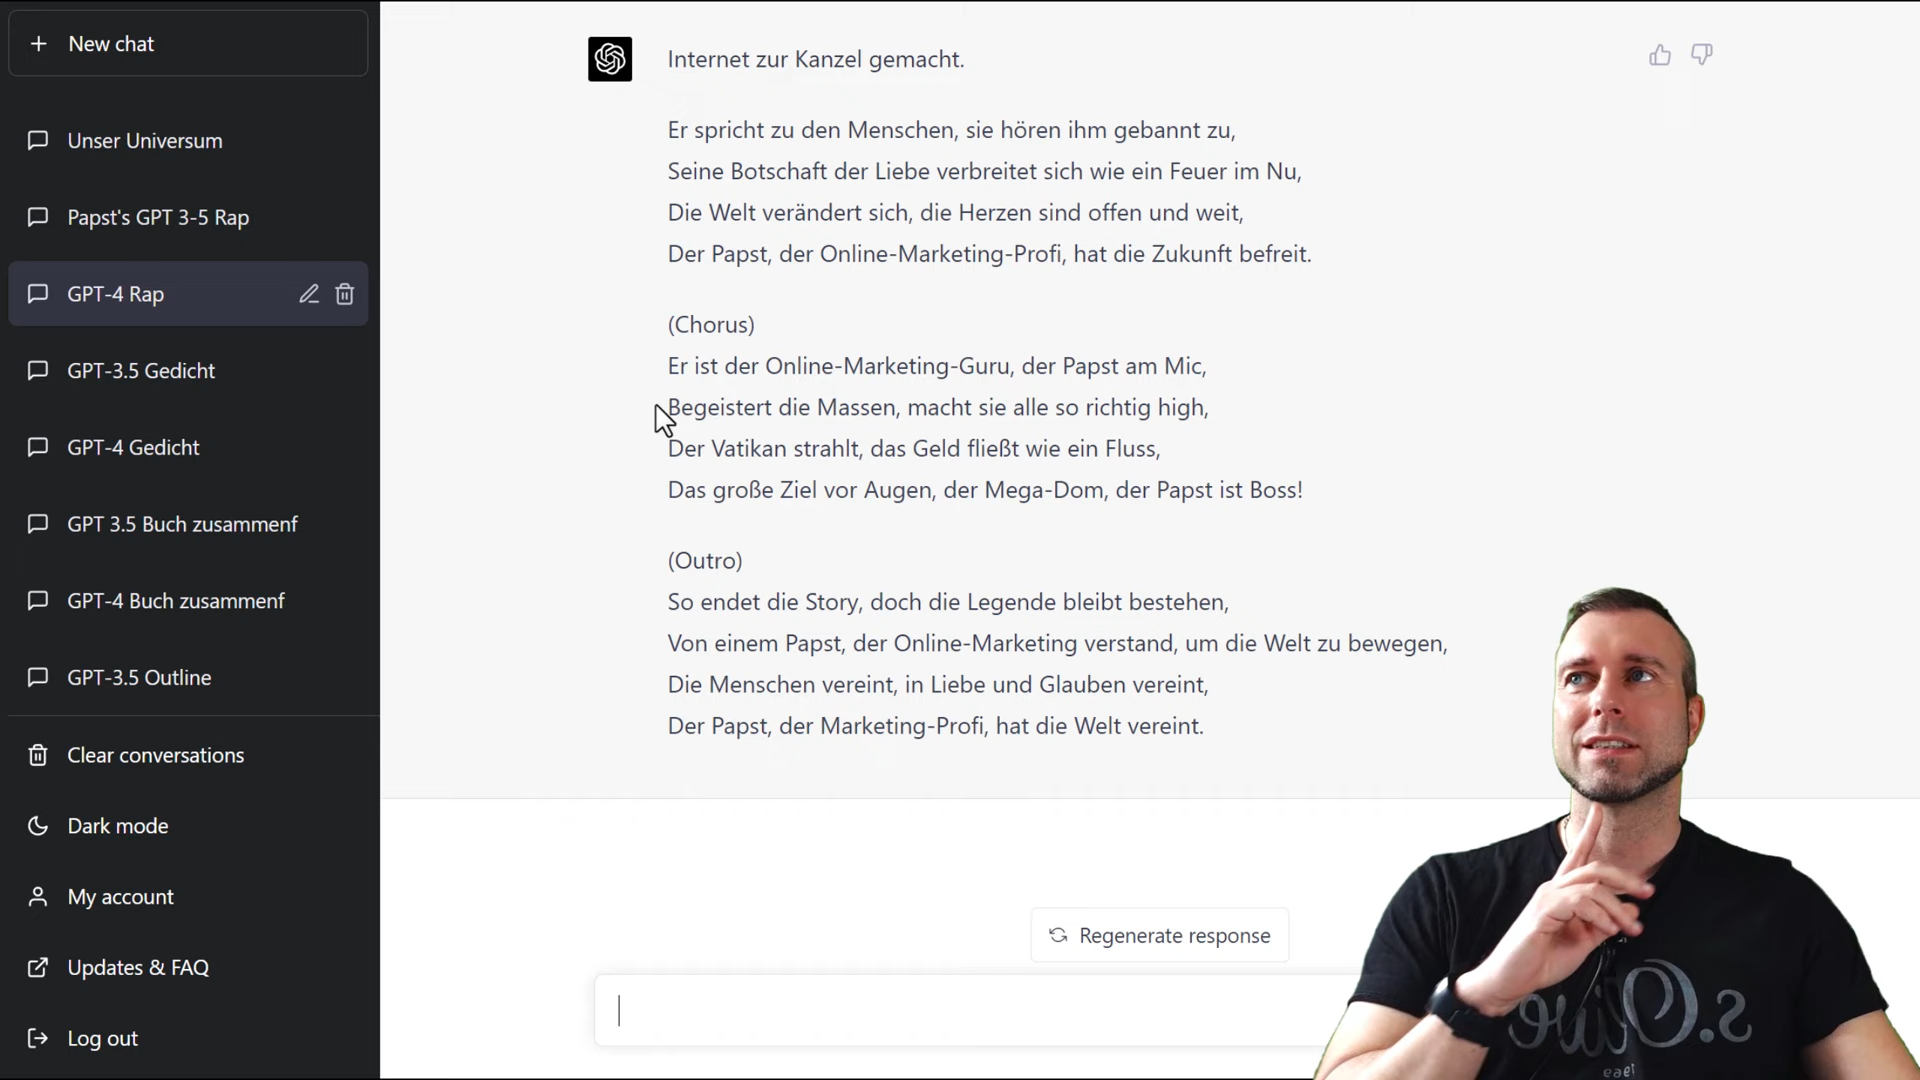 New chat
Unser Universum
Papst's GPT 3-5 Rap
GPT-4 Rap
GPT-3.5 Gedicht
GPT-4 Gedicht
GPT 3.5 Buch zusammenf
GPT-4 Buch zusammenf
GPT-3.5 Outline
Clear conversations
Dark mode
My account
Updates & FAQ
Log out
Internet zur Kanzel gemacht.
Er spricht zu den Menschen, sie hören ihm gebannt zu,
Seine Botschaft der Liebe verbreitet sich wie ein Feuer im Nu,
Die Welt verändert sich, die Herzen sind offen und weit,
Der Papst, der Online-Marketing-Profi, hat die Zukunft befreit.
(Chorus)
Er ist der Online-Marketing-Guru, der Papst am Mic,
Begeistert die Massen, macht sie alle so richtig high,
Der Vatikan strahlt, das Geld fließt wie ein Fluss,
Das große Ziel vor Augen, der Mega-Dom, der Papst ist Boss!
(Outro)
So endet die Story, doch die Legende bleibt bestehen,
Von einem Papst, der Online-Marketing verstand, um die Welt zu bewegen,
Die Menschen vereint, in Liebe und Glauben vereint,
Der Papst, der Marketing-Profi, hat die Welt vereint.
Regenerate response
s.Olive